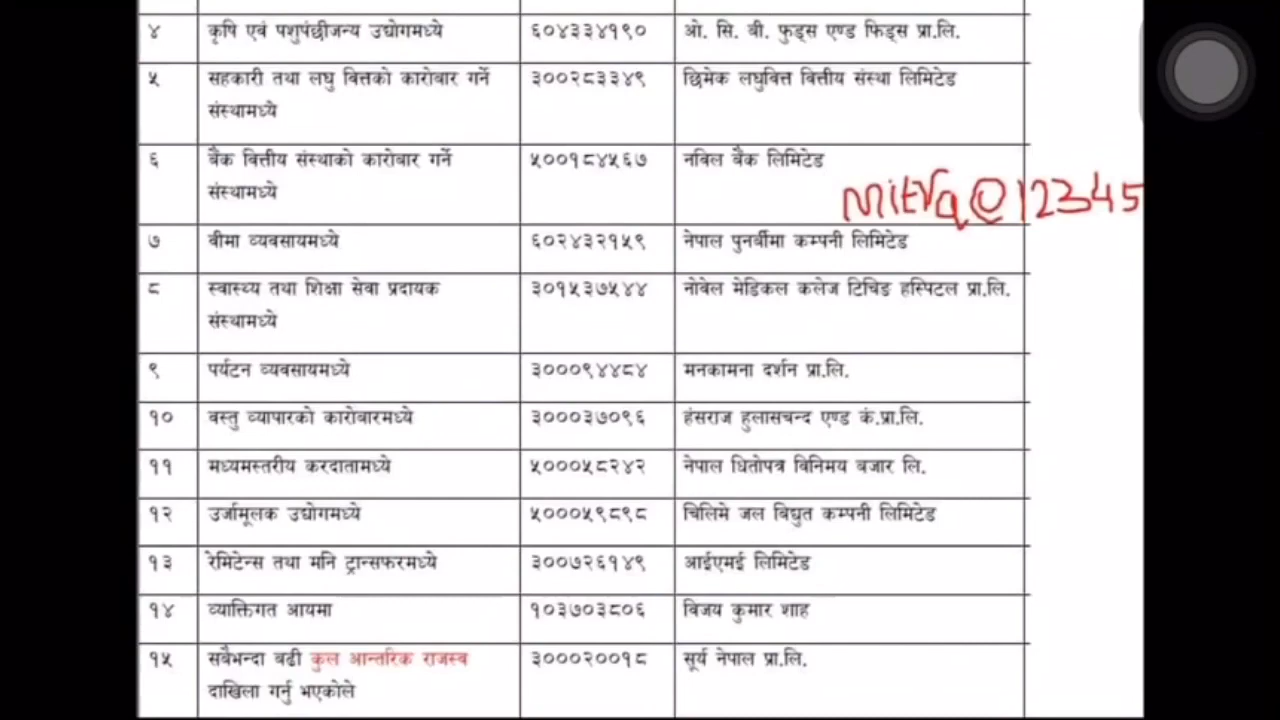 ४ कृषि एवं पशुपंछीजन्य उद्योगमध्ये ६०४३३४१९० ओ. सि. बी. फुड्स एण्ड फिड्स प्रा.लि.
५ सहकारी तथा लघु वित्तको कारोबार गर्ने ३००२८३३४९ छिमेक लघुवित्त वित्तीय संस्था लिमिटेड
संस्थामध्ये
६ बैंक वित्तीय संस्थाको कारोबार गर्ने ५००१८४५६७ नबिल बैंक लिमिटेड
संस्थामध्ये
Mitra@12345
७ बीमा व्यवसायमध्ये ६०२४३२१५९ नेपाल पुनर्बीमा कम्पनी लिमिटेड
८ स्वास्थ्य तथा शिक्षा सेवा प्रदायक ३०१५३७५४४ नोबेल मेडिकल कलेज टिचिङ हस्पिटल प्रा.लि.
संस्थामध्ये
९ पर्यटन व्यवसायमध्ये ३०००९४४८४ मनकामना दर्शन प्रा.लि.
१० वस्तु व्यापारको कारोबारमध्ये ३०००३७०९६ हंसराज हुलासचन्द एण्ड कं.प्रा.लि.
११ मध्यमस्तरीय करदातामध्ये ५०००५८२४२ नेपाल धितोपत्र विनिमय बजार लि.
१२ उर्जामूलक उद्योगमध्ये ५०००५९८९८ चिलिमे जल विद्युत कम्पनी लिमिटेड
१३ रेमिटेन्स तथा मनि ट्रान्सफरमध्ये ३००७२६१४९ आईएमई लिमिटेड
१४ व्याक्तिगत आयमा १०३७०३८०६ विजय कुमार शाह
१५ सबैभन्दा बढी कुल आन्तरिक राजस्व ३०००२००१८ सूर्य नेपाल प्रा.लि.
दाखिला गर्नु भएकोले